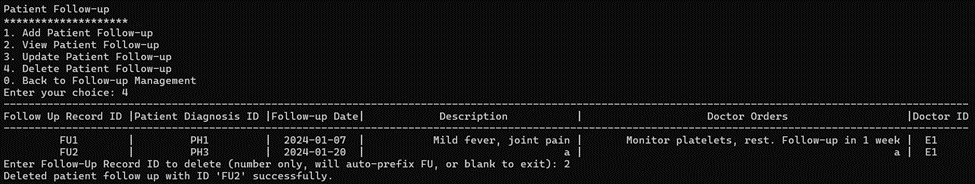 Patient Follow-up
********************
1. Add Patient Follow-up
2. View Patient Follow-up
3. Update Patient Follow-up
4. Delete Patient Follow-up
0. Back to Follow-up Management
Enter your choice: 4
Follow Up Record ID |Patient Diagnosis ID |Follow-up Date| Description | Doctor Orders |Doctor ID
FU1 | PH1 | 2024-01-07 | Mild fever, joint pain | Monitor platelets, rest. Follow-up in 1 week | E1
FU2 | PH3 | 2024-01-20 | a | a | E1
Enter Follow-Up Record ID to delete (number only, will auto-prefix FU, or blank to exit): 2
Deleted patient follow up with ID 'FU2' successfully.